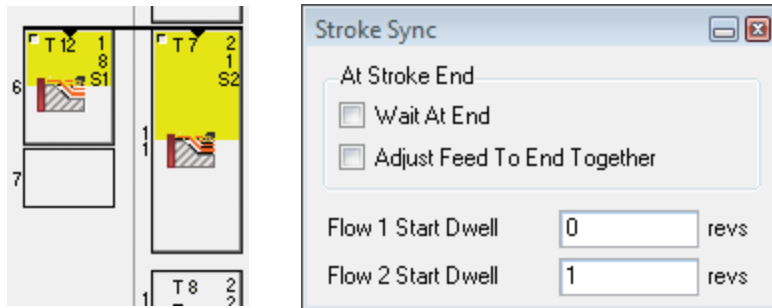 T 12 1
8
S1
6
7
T 7 2
1
S2
1
1
T 8 2
1
2
Stroke Sync
At Stroke End
Wait At End
Adjust Feed To End Together
Flow 1 Start Dwell 0 revs
Flow 2 Start Dwell 1 revs